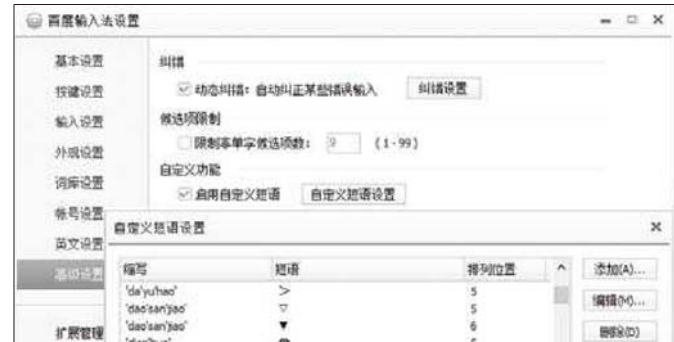 百度输入法设置
基本设置
按键设置
输入设置
外观设置
词库设置
帐号设置
英文设置
高级设置
扩展管理
纠错
动态纠错：自动纠正某些错误输入 纠错设置
候选项限制
限制非单字候选项数： 9 (1-99)
自定义功能
启用自定义短语 自定义短语设置
自定义短语设置
缩写 短语 排列位置
'da'yu'hao' > 5
'dao'san'jiao' ▽ 5
'dao'san'jiao' ▼ 6
添加(A)...
编辑(M)...
删除(D)